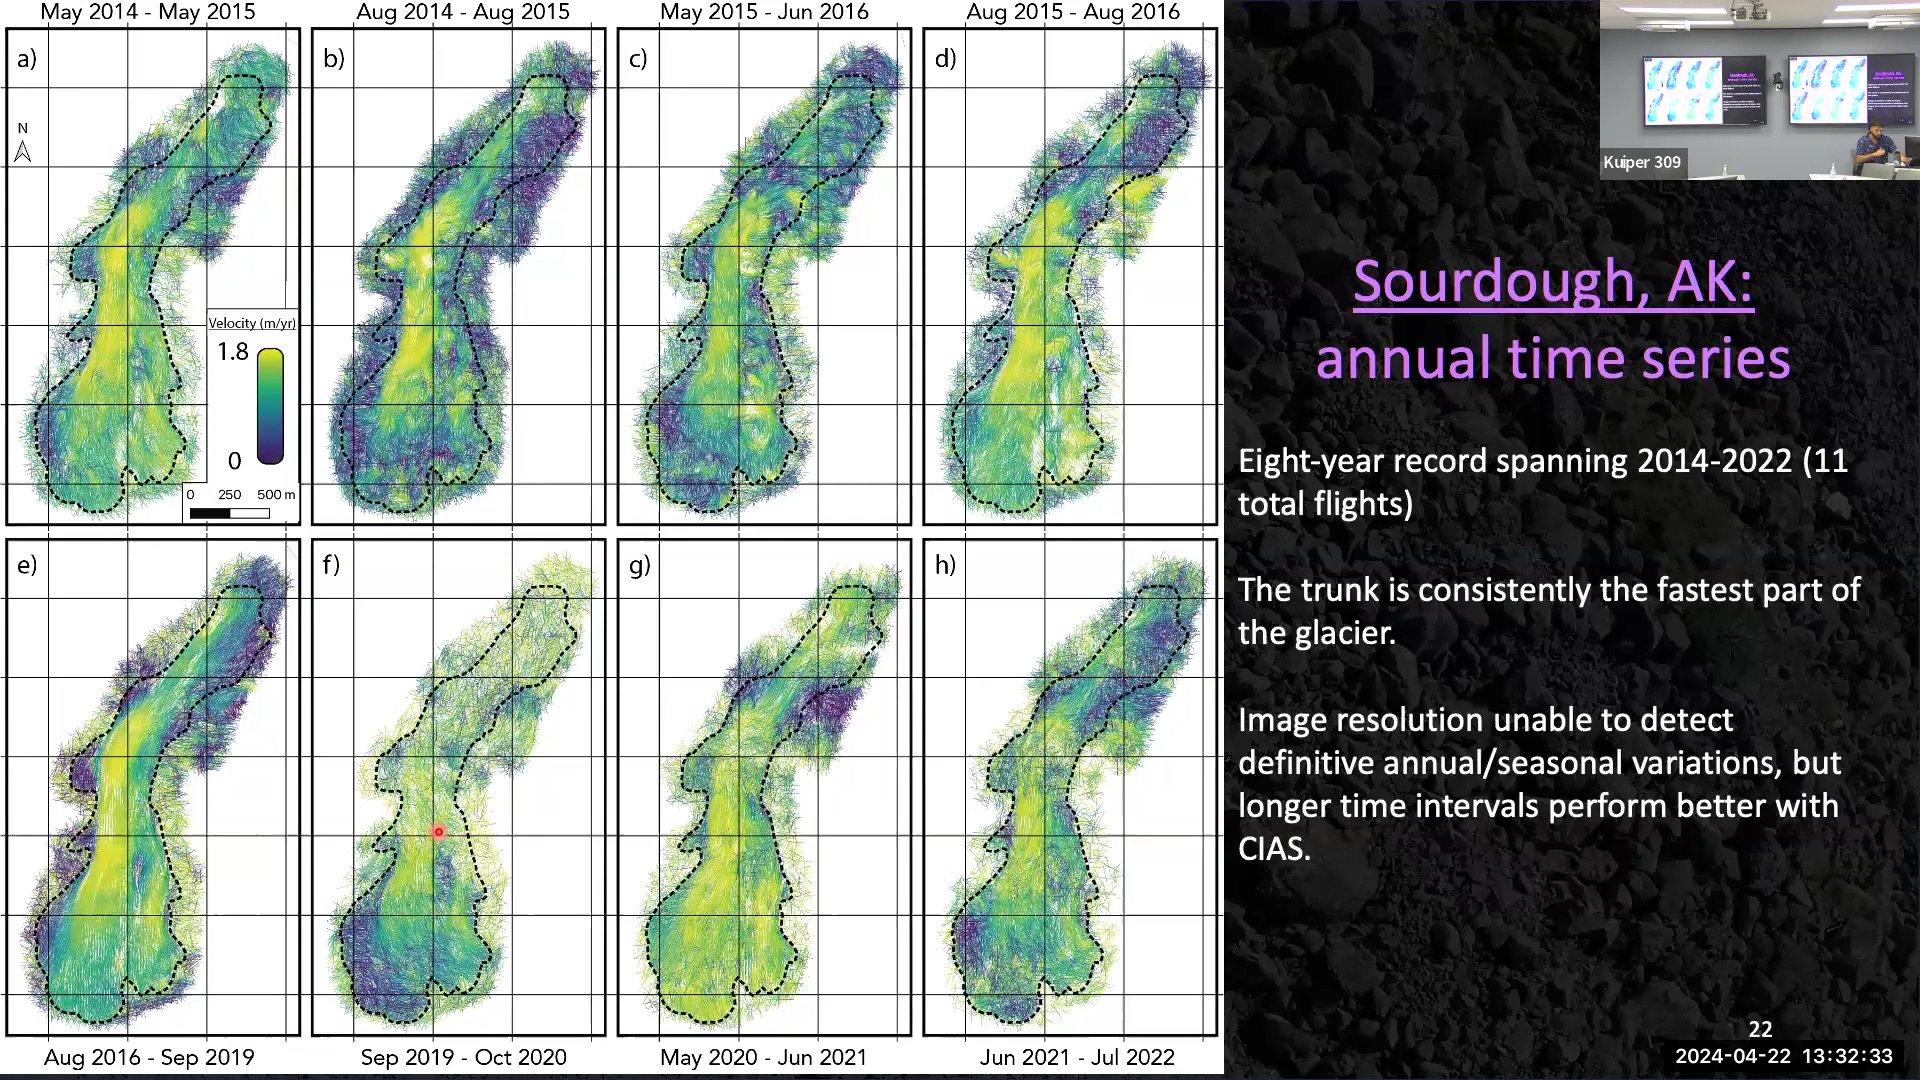 May 2014 - May 2015
Aug 2014 - Aug 2015
May 2015 - Jun 2016
Aug 2015 - Aug 2016
a)
b)
c)
d)
N
Velocity (m/yr)
1.8
0
0 250 500 m
e)
f)
g)
h)
Aug 2016 - Sep 2019
Sep 2019 - Oct 2020
May 2020 - Jun 2021
Jun 2021 - Jul 2022
Kuiper 309
Sourdough, AK:
annual time series
Eight-year record spanning 2014-2022 (11
total flights)
The trunk is consistently the fastest part of
the glacier.
Image resolution unable to detect
definitive annual/seasonal variations, but
longer time intervals perform better with
CIAS.
22
2024-04-22 13:32:33